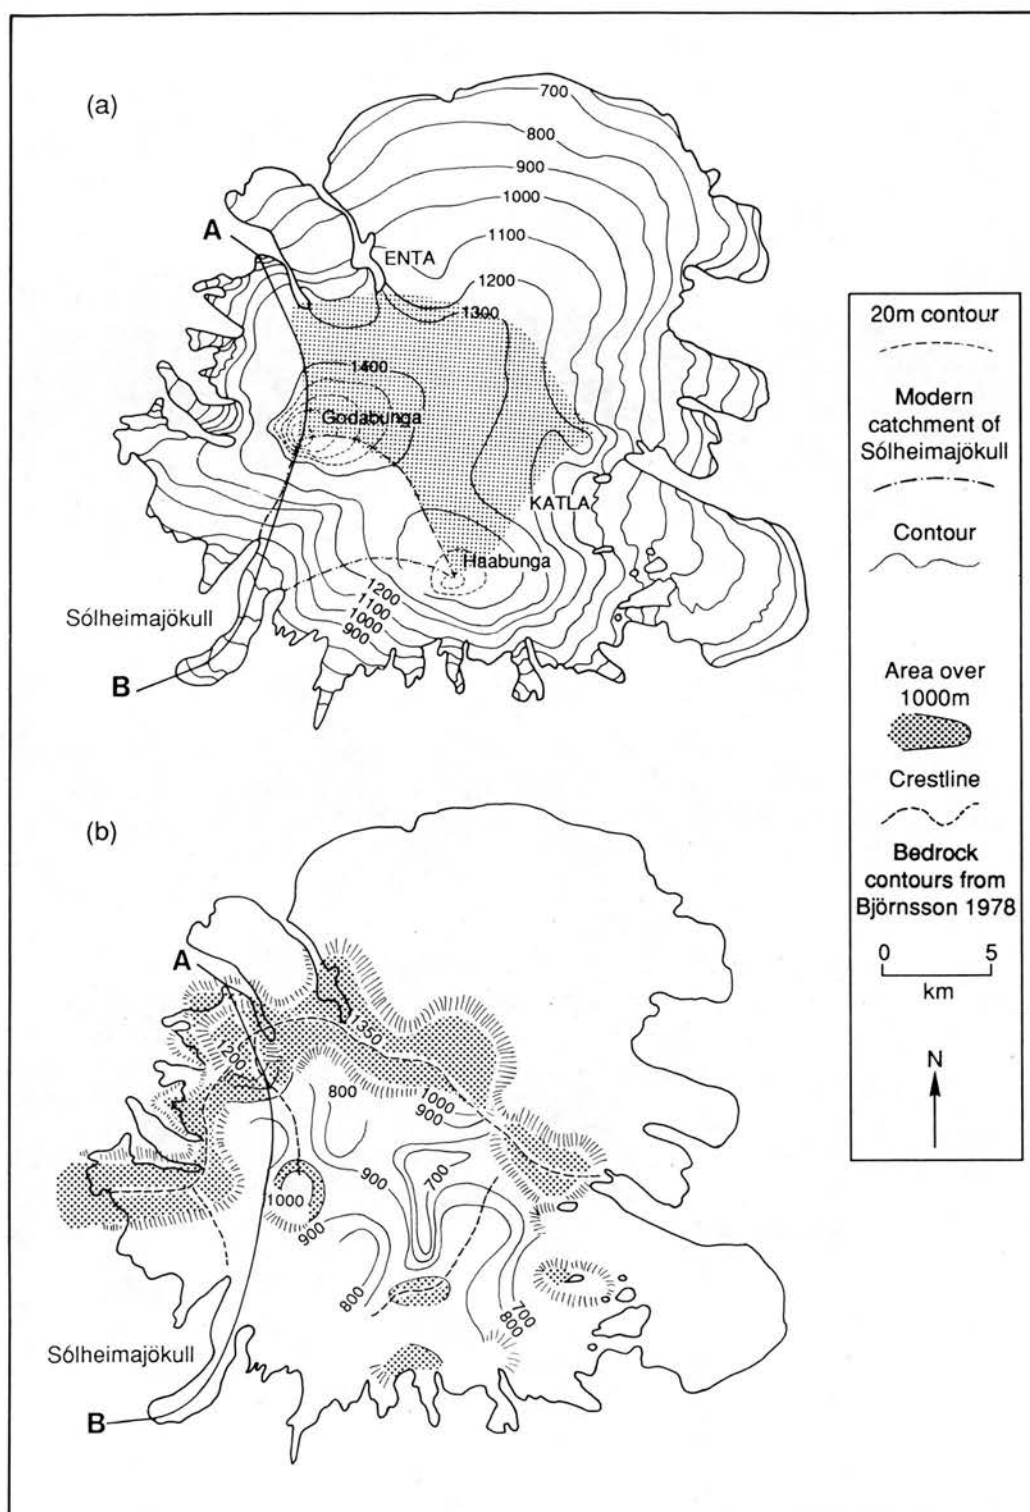 (a)
700
800
900
1000
A
ENTA
1100
1200
1300
1400
Godabunga
KATLA
Haabunga
1200
1100
1000
900
Sólheimajökull
B
20m contour
Modern
catchment of
Sólheimajökull
Contour
Area over
1000m
Crestline
Bedrock
contours from
Björnsson 1978
0 5
km
N
(b)
A
1350
1200
800
1000
900
900
700
1000
900
800
700
800
Sólheimajökull
B